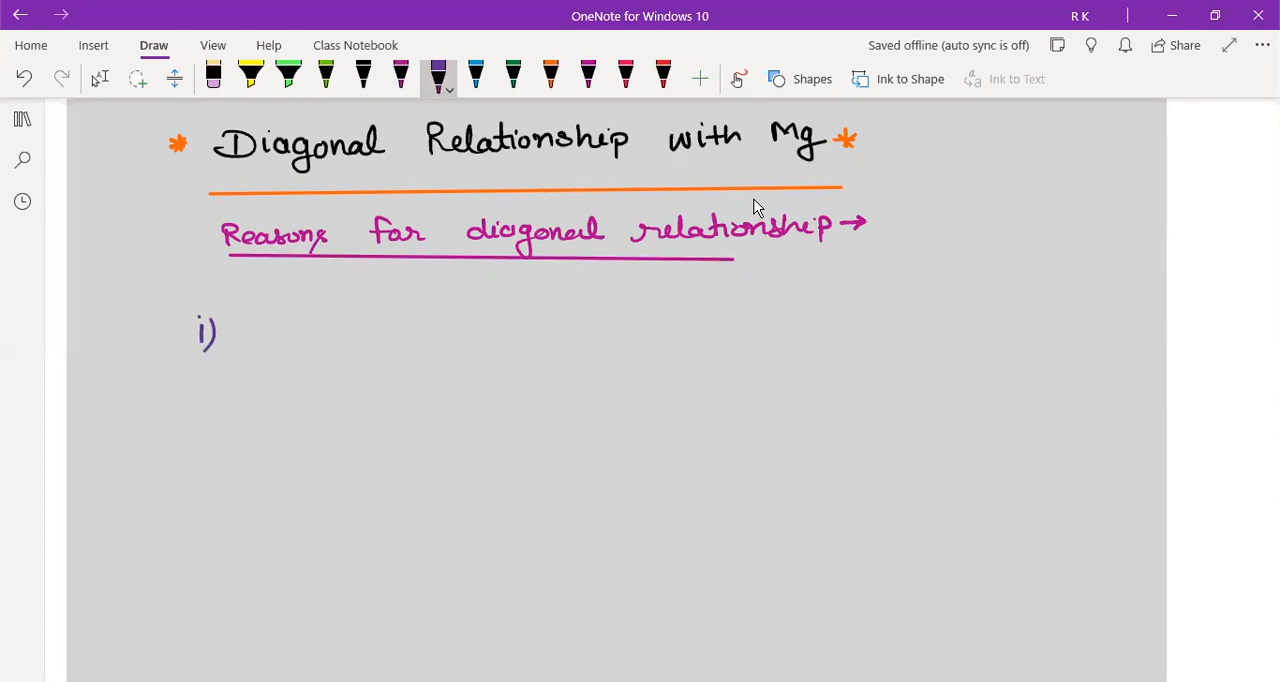 OneNote for Windows 10
R K
Home Insert Draw View Help Class Notebook
Saved offline (auto sync is off)
Share
Shapes
Ink to Shape
Ink to Text
* Diagonal Relationship with Mg *
Reasons for diagonal relationship →
i)